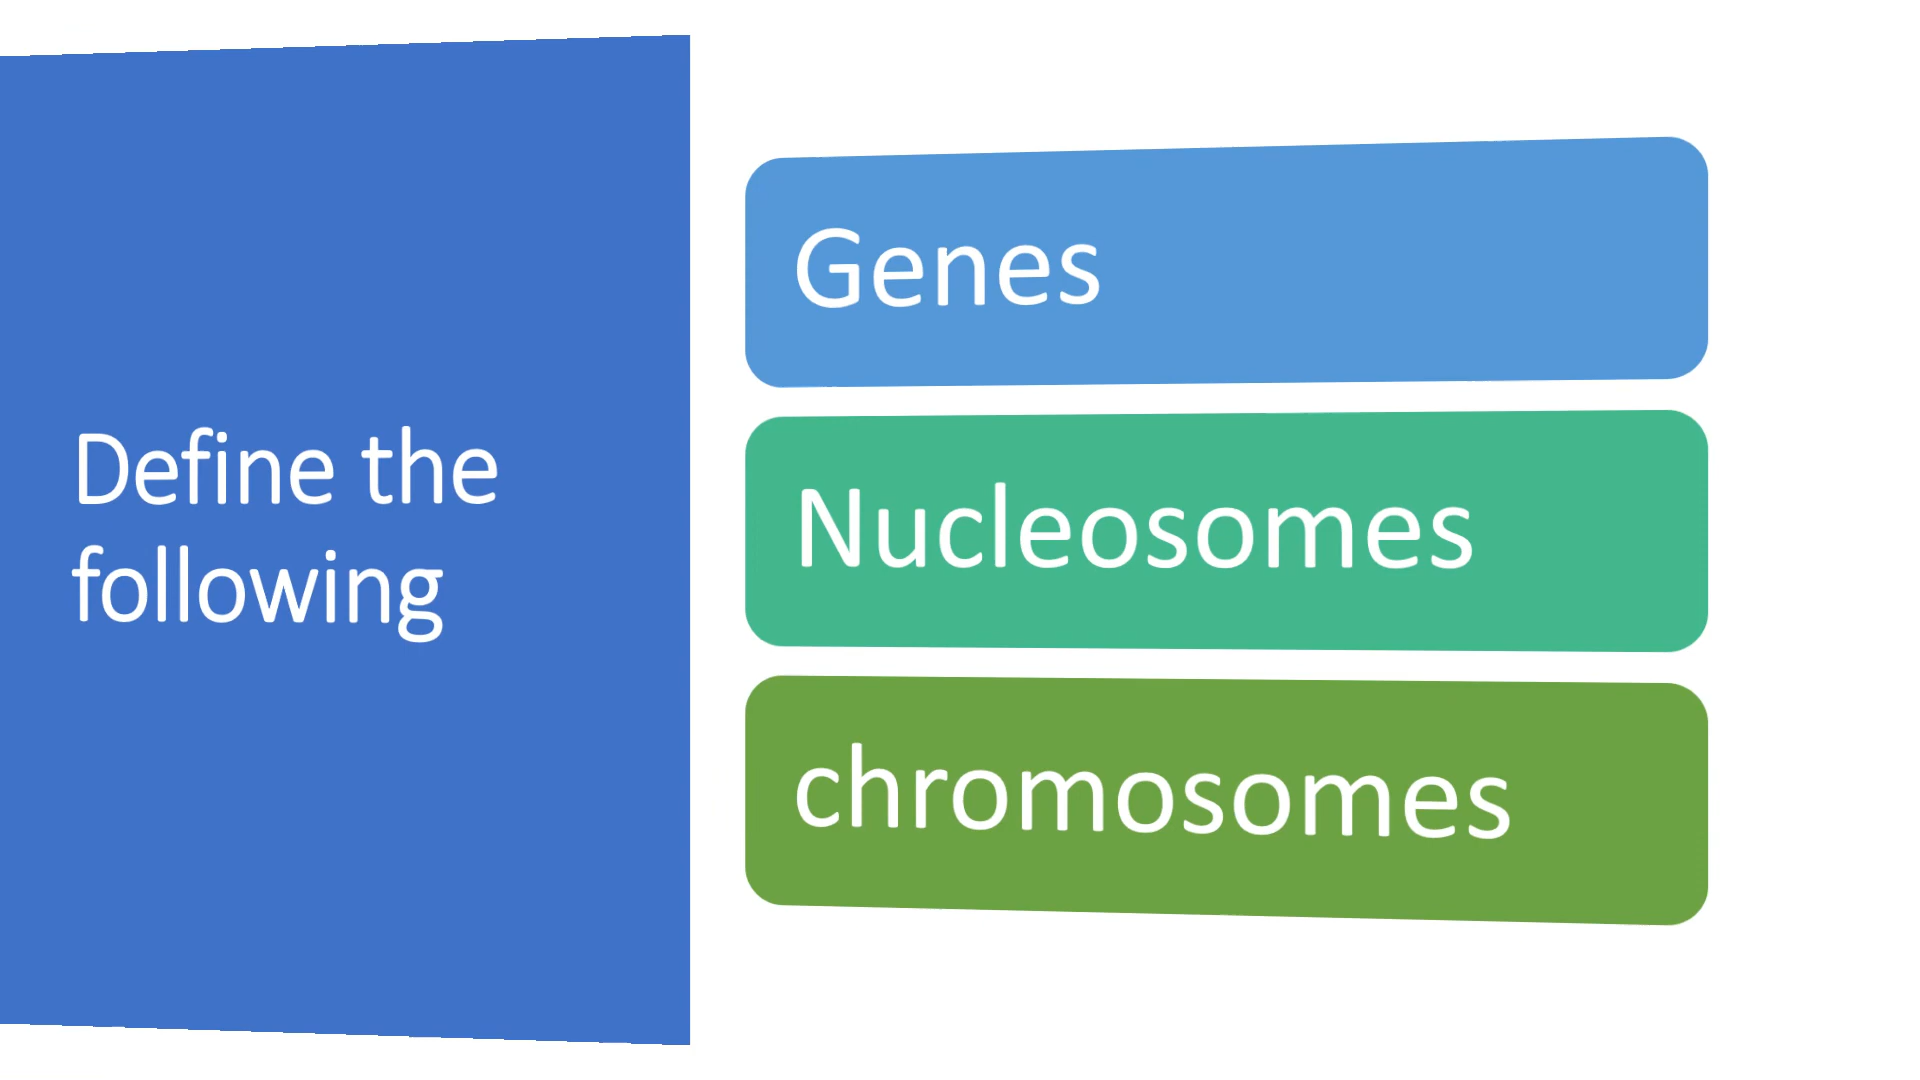 Define the
following
Genes
Nucleosomes
chromosomes